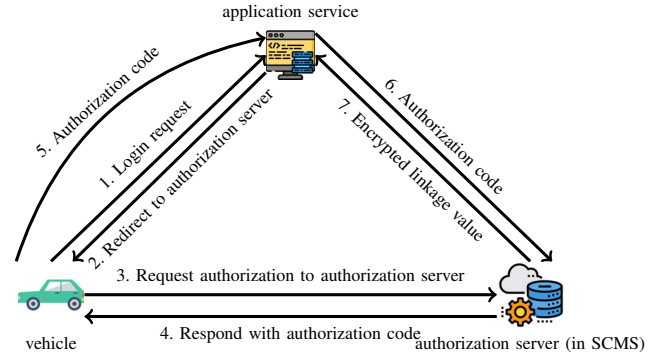 application service
5. Authorization code
1. Login request
2. Redirect to authorization server
6. Authorization code
7. Encrypted linkage value
3. Request authorization to authorization server
4. Respond with authorization code
vehicle
authorization server (in SCMS)